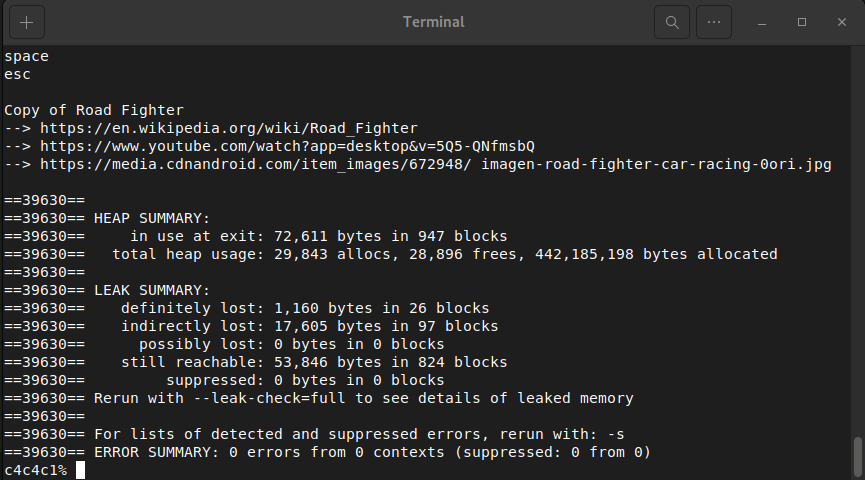 Terminal
space
esc
Copy of Road Fighter
--> https://en.wikipedia.org/wiki/Road_Fighter
--> https://www.youtube.com/watch?app=desktop&v=5Q5-QNfmsbQ
--> https://media.cdnandroid.com/item_images/672948/ imagen-road-fighter-car-racing-0ori.jpg
==39630==
==39630== HEAP SUMMARY:
==39630==     in use at exit: 72,611 bytes in 947 blocks
==39630==   total heap usage: 29,843 allocs, 28,896 frees, 442,185,198 bytes allocated
==39630==
==39630== LEAK SUMMARY:
==39630==    definitely lost: 1,160 bytes in 26 blocks
==39630==    indirectly lost: 17,605 bytes in 97 blocks
==39630==      possibly lost: 0 bytes in 0 blocks
==39630==    still reachable: 53,846 bytes in 824 blocks
==39630==         suppressed: 0 bytes in 0 blocks
==39630== Rerun with --leak-check=full to see details of leaked memory
==39630==
==39630== For lists of detected and suppressed errors, rerun with: -s
==39630== ERROR SUMMARY: 0 errors from 0 contexts (suppressed: 0 from 0)
c4c4c1%